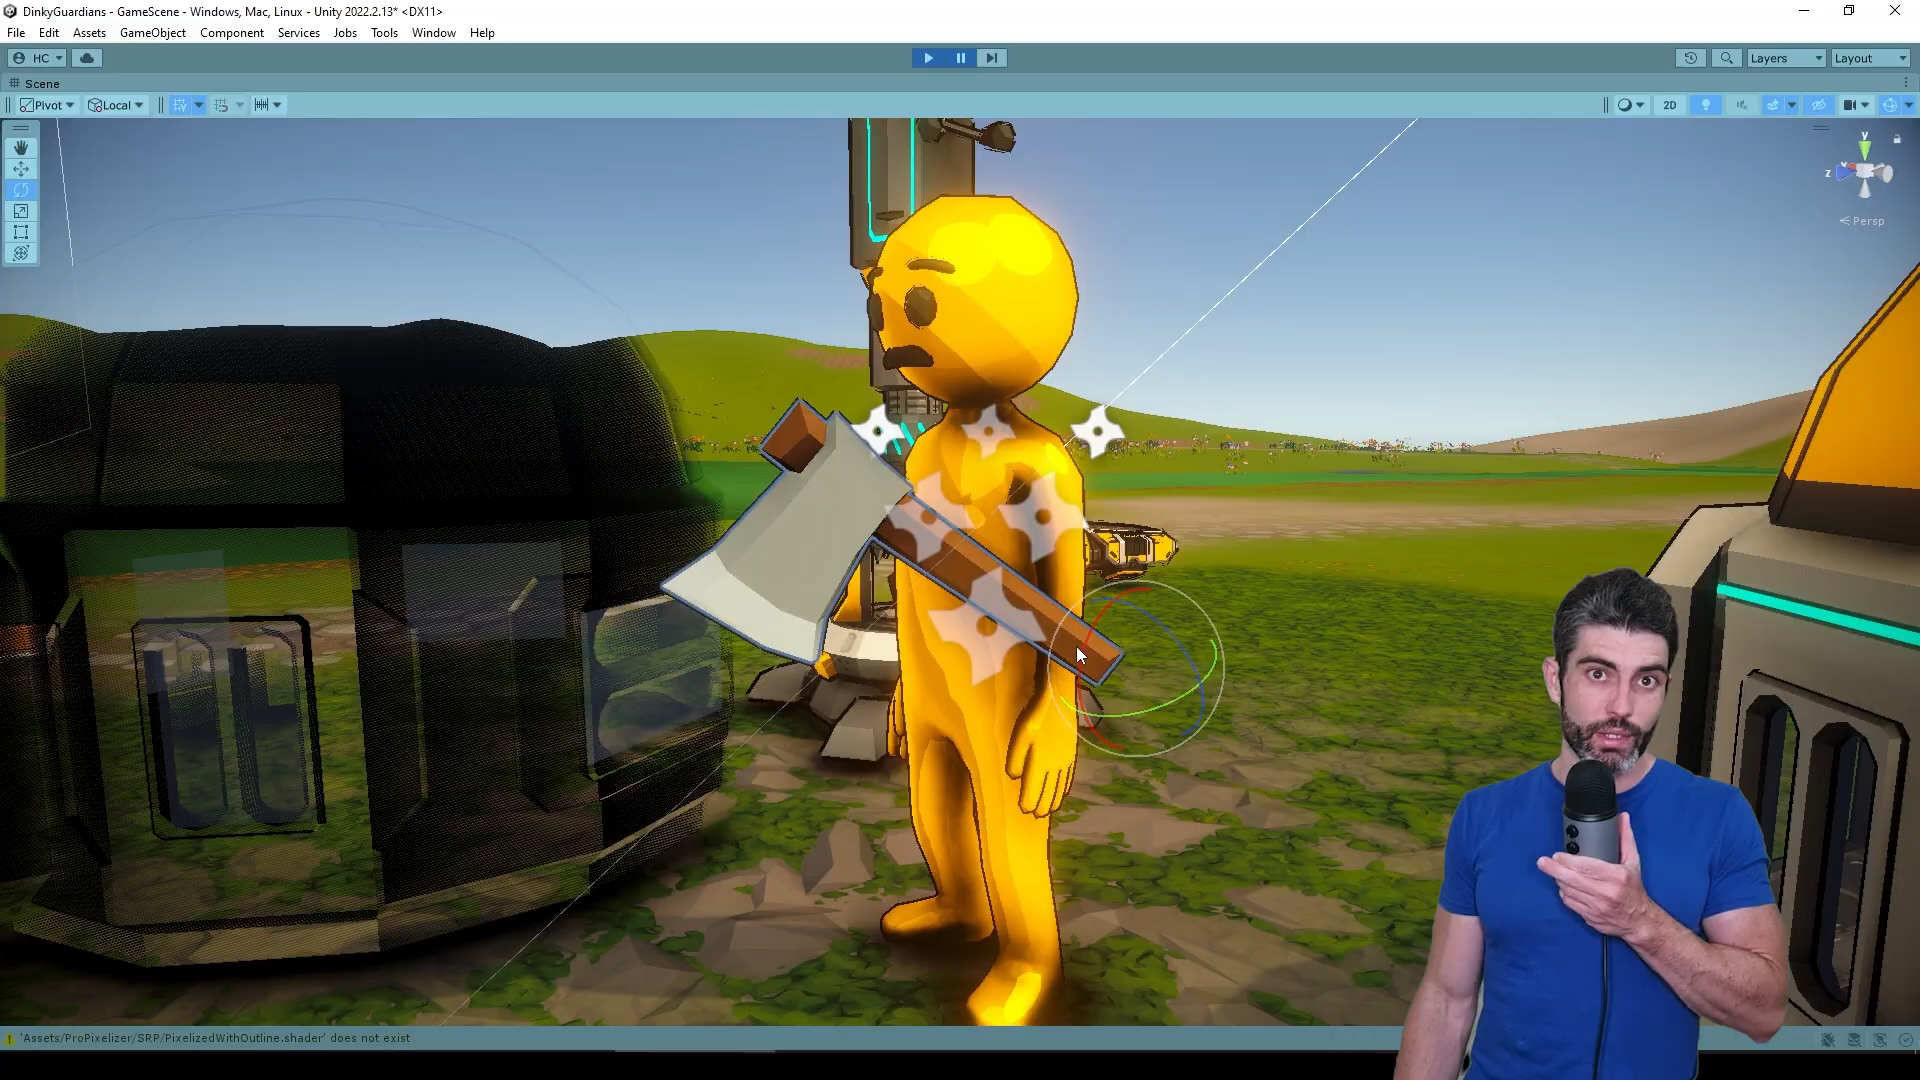 DinkyGuardians - GameScene - Windows, Mac, Linux - Unity 2022.2.13* <DX11>
File Edit Assets GameObject Component Services Jobs Tools Window Help
HC Layers Layout
Scene
Pivot Local 2D
y
z
Persp
'Assets/ProPixelizer/SRP/PixelizedWithOutline.shader' does not exist